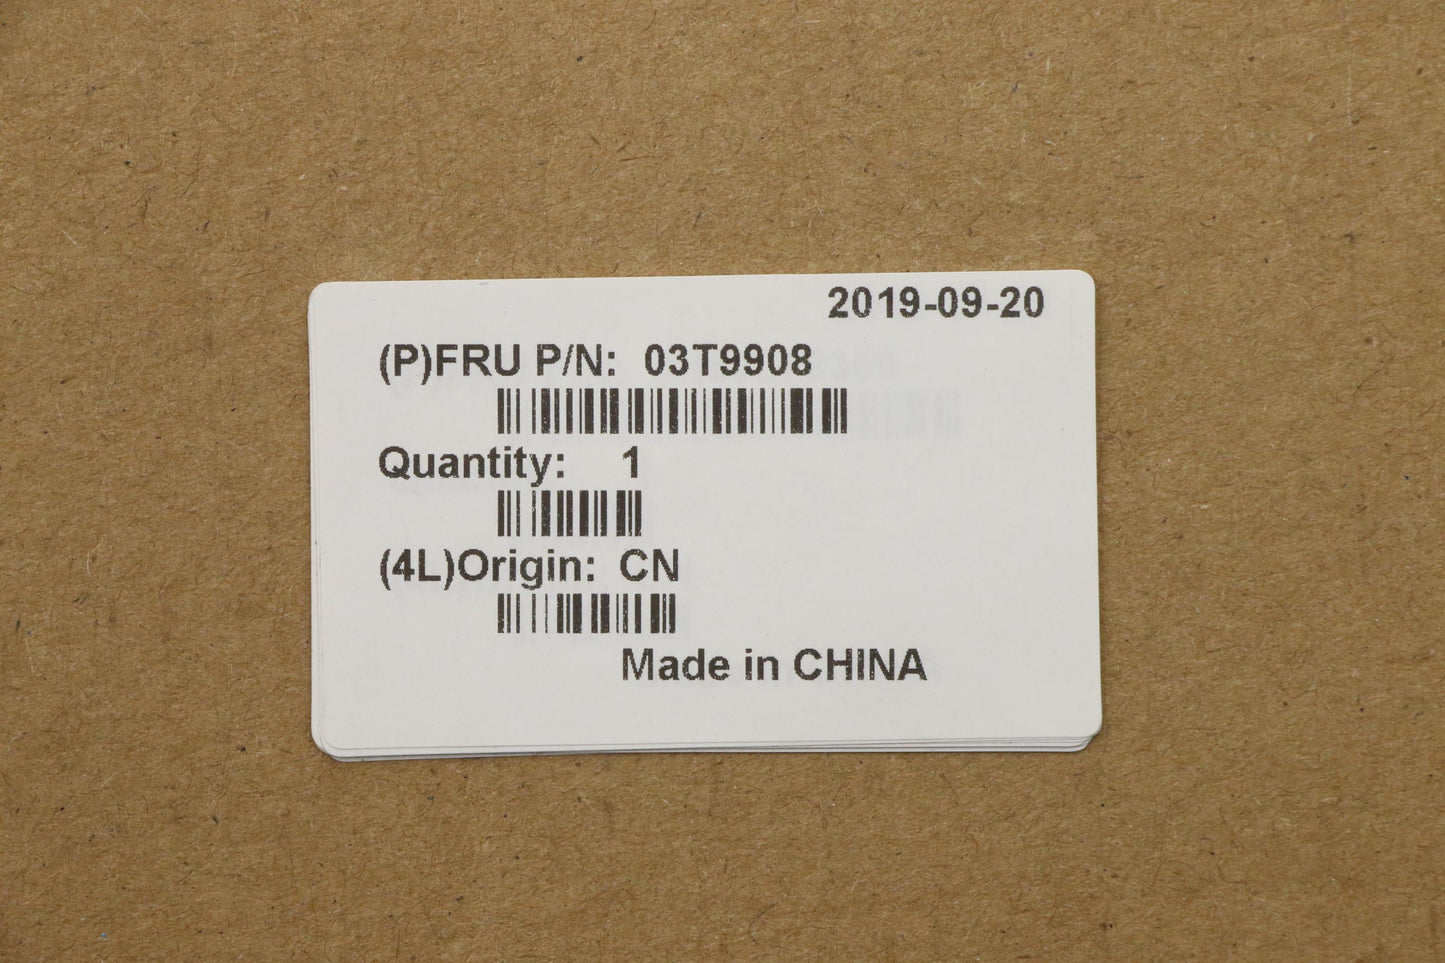 2019-09-20
(P)FRU P/N: 03T9908
Quantity: 1
(4L)Origin: CN
Made in CHINA